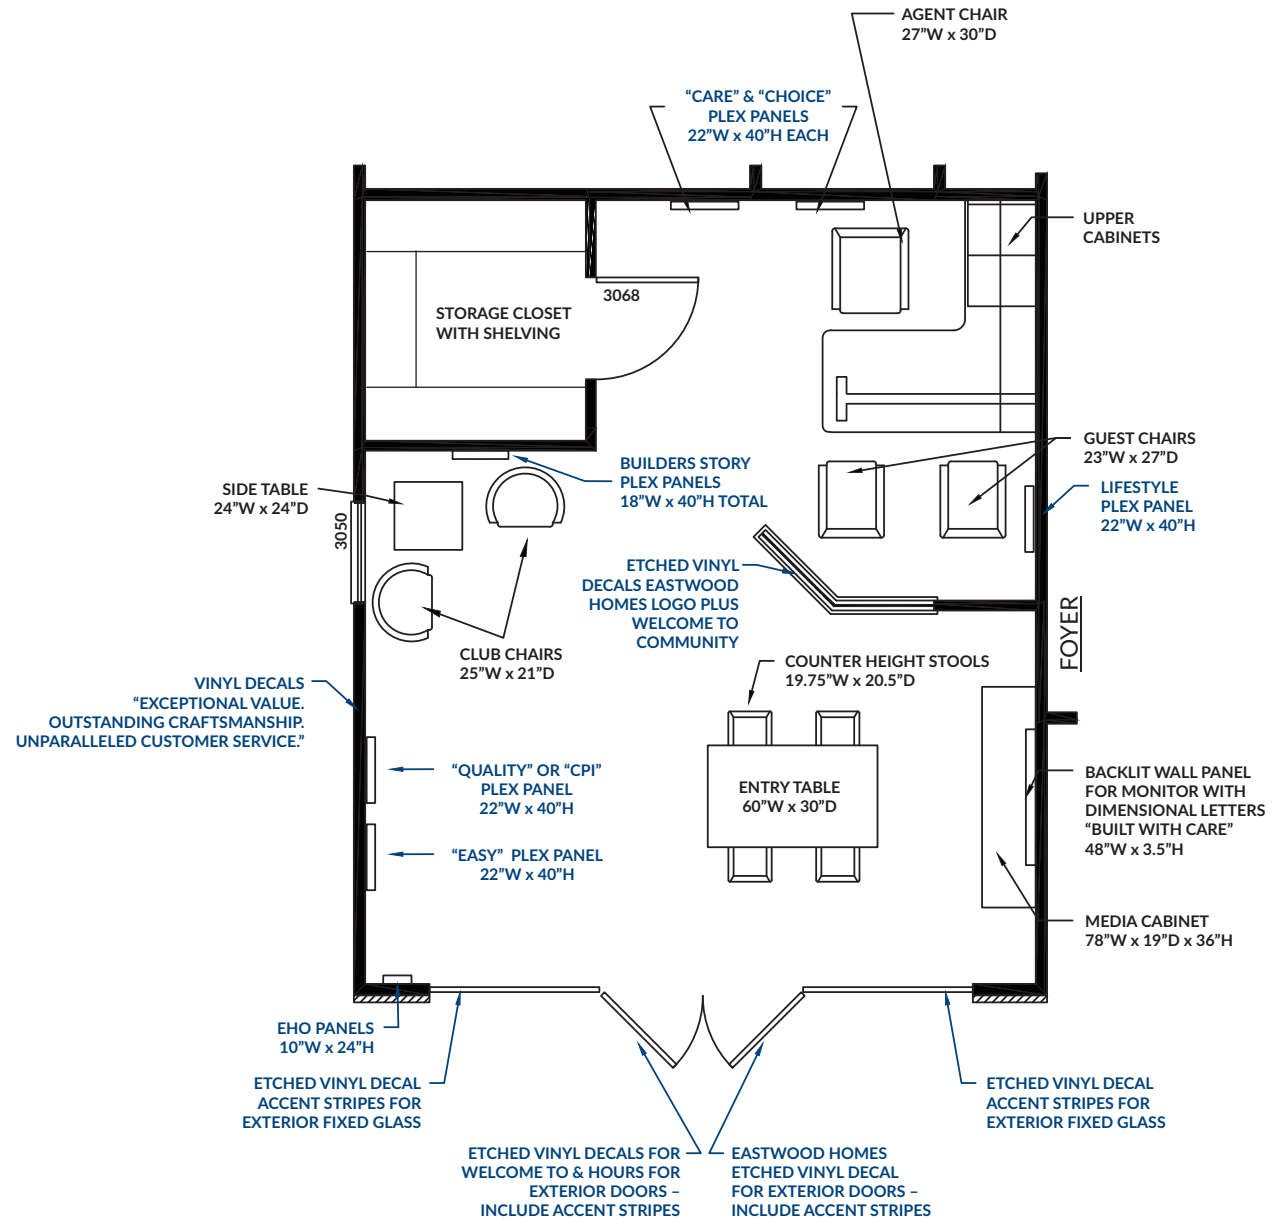 AGENT CHAIR
27”W x 30”D
“CARE” & “CHOICE”
PLEX PANELS
22”W x 40”H EACH
UPPER
CABINETS
3068
STORAGE CLOSET
WITH SHELVING
GUEST CHAIRS
23”W x 27”D
BUILDERS STORY
PLEX PANELS
18”W x 40”H TOTAL
SIDE TABLE
24”W x 24”D
3050
LIFESTYLE
PLEX PANEL
22”W x 40”H
ETCHED VINYL
DECALS EASTWOOD
HOMES LOGO PLUS
WELCOME TO
COMMUNITY
FOYER
CLUB CHAIRS
25”W x 21”D
COUNTER HEIGHT STOOLS
19.75”W x 20.5”D
VINYL DECALS
“EXCEPTIONAL VALUE.
OUTSTANDING CRAFTSMANSHIP.
UNPARALLELED CUSTOMER SERVICE.”
“QUALITY” OR “CPI”
PLEX PANEL
22”W x 40”H
ENTRY TABLE
60”W x 30”D
BACKLIT WALL PANEL
FOR MONITOR WITH
DIMENSIONAL LETTERS
“BUILT WITH CARE”
48”W x 3.5”H
“EASY” PLEX PANEL
22”W x 40”H
MEDIA CABINET
78”W x 19”D x 36”H
EHO PANELS
10”W x 24”H
ETCHED VINYL DECAL
ACCENT STRIPES FOR
EXTERIOR FIXED GLASS
ETCHED VINYL DECAL
ACCENT STRIPES FOR
EXTERIOR FIXED GLASS
ETCHED VINYL DECALS FOR
WELCOME TO & HOURS FOR
EXTERIOR DOORS –
INCLUDE ACCENT STRIPES
EASTWOOD HOMES
ETCHED VINYL DECAL
FOR EXTERIOR DOORS –
INCLUDE ACCENT STRIPES